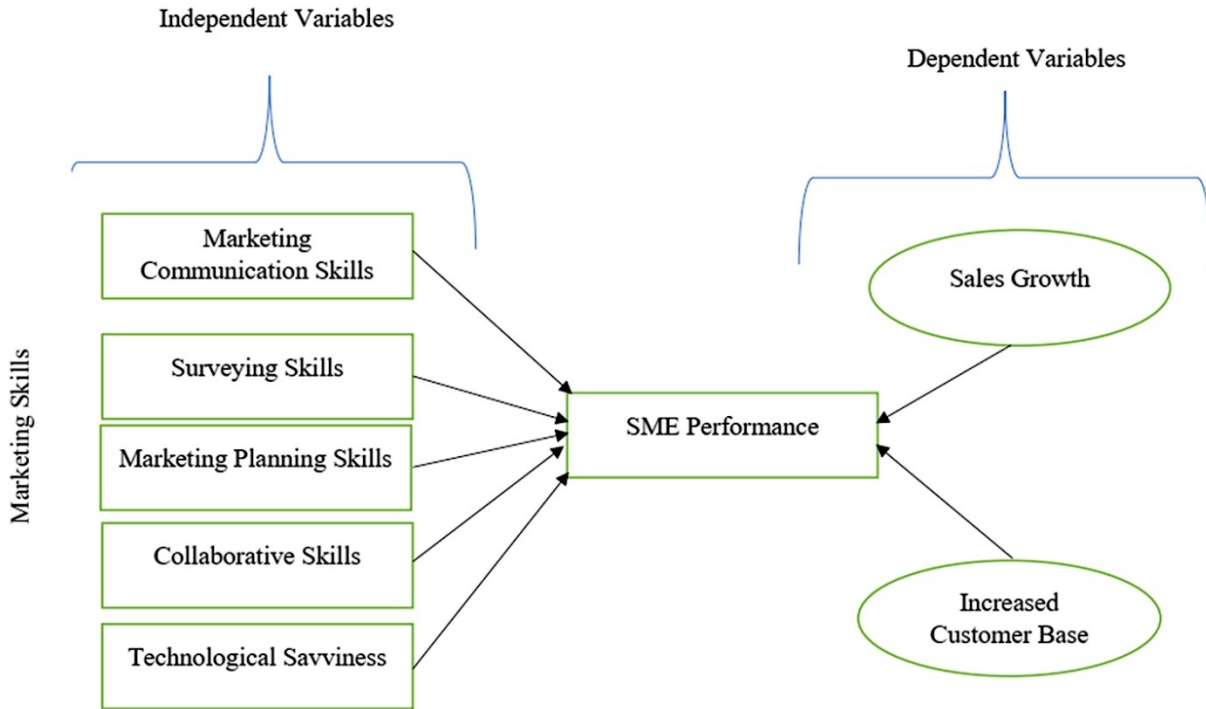 Independent Variables
Dependent Variables
Marketing Skills
Marketing
Communication Skills
Surveying Skills
Marketing Planning Skills
Collaborative Skills
Technological Savviness
SME Performance
Sales Growth
Increased
Customer Base